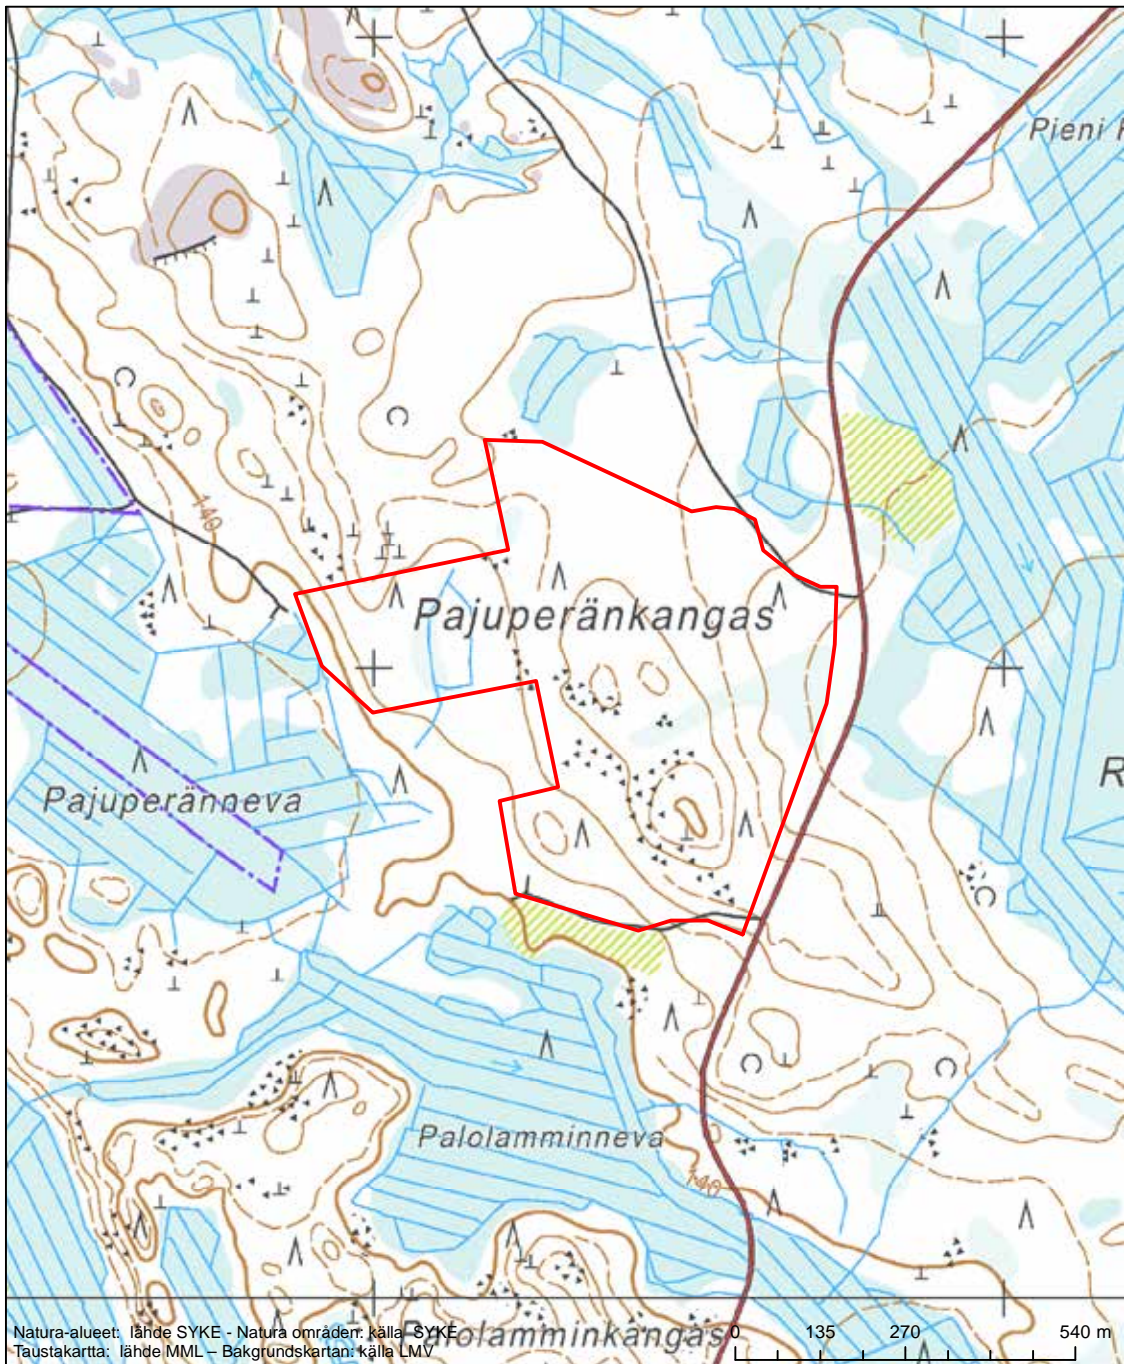 Pieni
140
Pajuperänkangas
Pajuperänneva
R
Palolamminneva
140
Palolamminkangas
Natura-alueet: lähde SYKE - Natura områden: källa SYKE
Taustakartta: lähde MML – Bakgrundskartan: källa LMV
0 135 270 540 m